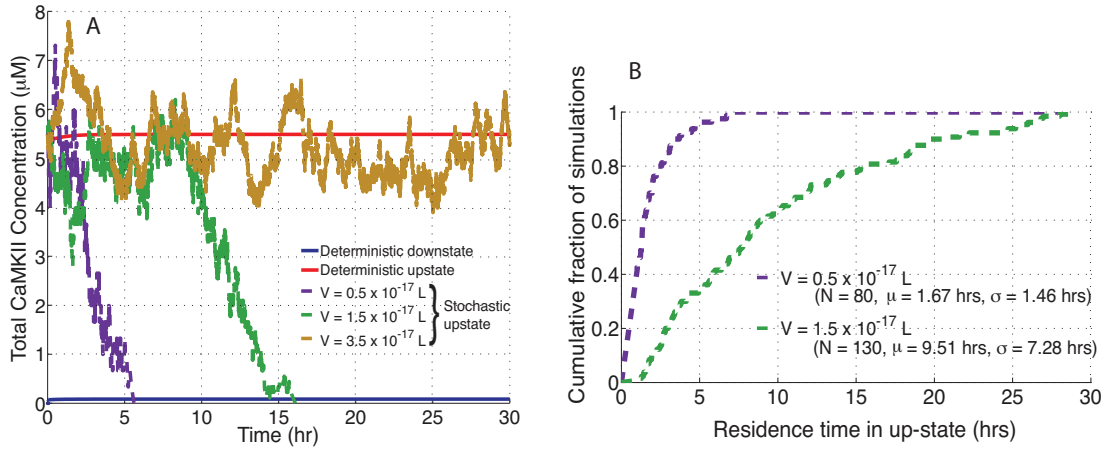 A
Total CaMKII Concentration (μM)
8
7
6
5
4
3
2
1
0
0 5 10 15 20 25 30
Time (hr)
Deterministic downstate
Deterministic upstate
V = 0.5 x 10⁻¹⁷ L
V = 1.5 x 10⁻¹⁷ L
V = 3.5 x 10⁻¹⁷ L
} Stochastic
upstate
B
Cumulative fraction of simulations
1
0.8
0.6
0.4
0.2
0
0 5 10 15 20 25 30
Residence time in up-state (hrs)
V = 0.5 x 10⁻¹⁷ L
(N = 80, μ = 1.67 hrs, σ = 1.46 hrs)
V = 1.5 x 10⁻¹⁷ L
(N = 130, μ = 9.51 hrs, σ = 7.28 hrs)